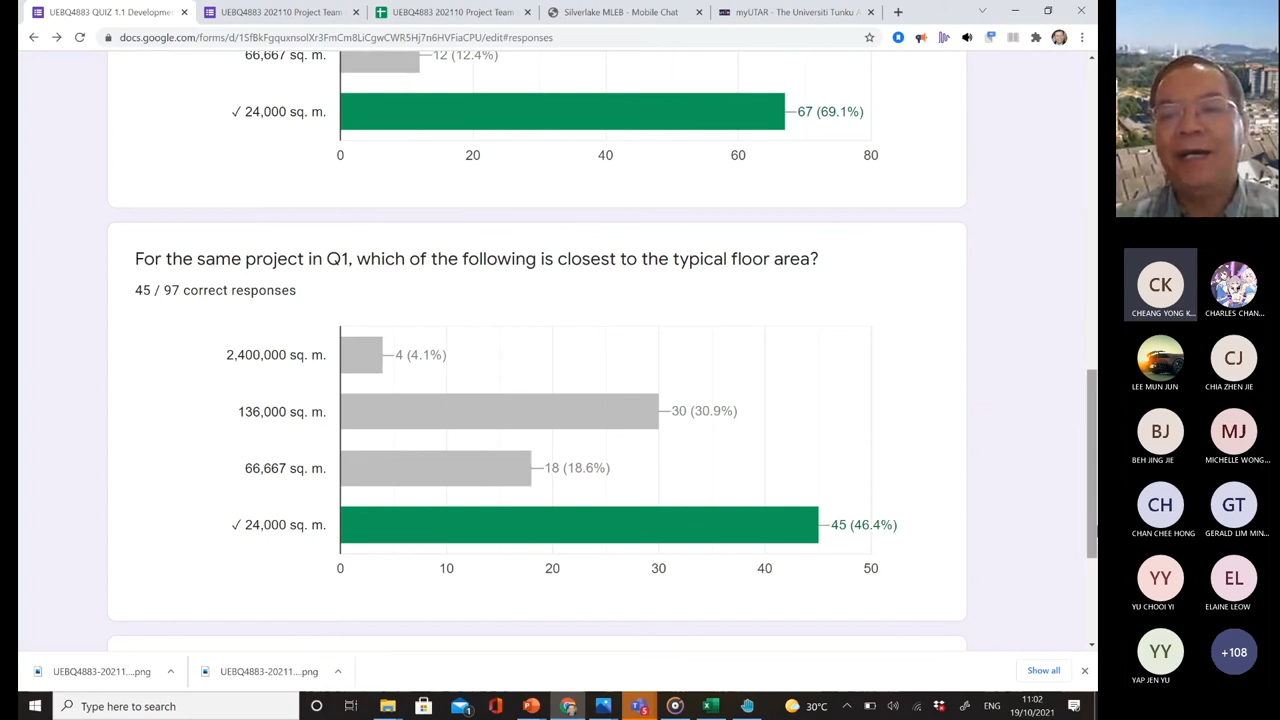 UEBQ4883 QUIZ 1.1 Developmen
UEBQ4883 202110 Project Team
UEBQ4883 202110 Project Team
Silverlake MLEB - Mobile Chat
myUTAR - The Universiti Tunku A
docs.google.com/forms/d/1SfBkFgquxnsolXr3FmCm8LiCgwCWR5Hj7n6HVFiaCPU/edit#responses
66,667 sq. m.
12 (12.4%)
✓ 24,000 sq. m.
67 (69.1%)
0 20 40 60 80
For the same project in Q1, which of the following is closest to the typical floor area?
45 / 97 correct responses
2,400,000 sq. m.
4 (4.1%)
136,000 sq. m.
30 (30.9%)
66,667 sq. m.
18 (18.6%)
✓ 24,000 sq. m.
45 (46.4%)
0 10 20 30 40 50
UEBQ4883-20211....png
UEBQ4883-20211....png
Show all
Type here to search
30°C
ENG
11:02
19/10/2021
CK
CHEANG YONG K...
CHARLES CHAN...
LEE MUN JUN
CJ
CHIA ZHEN JIE
BJ
BEH JING JIE
MJ
MICHELLE WONG...
CH
CHAN CHEE HONG
GT
GERALD LIM MIN...
YY
YU CHOOI YI
EL
ELAINE LEOW
YY
YAP JEN YU
+108